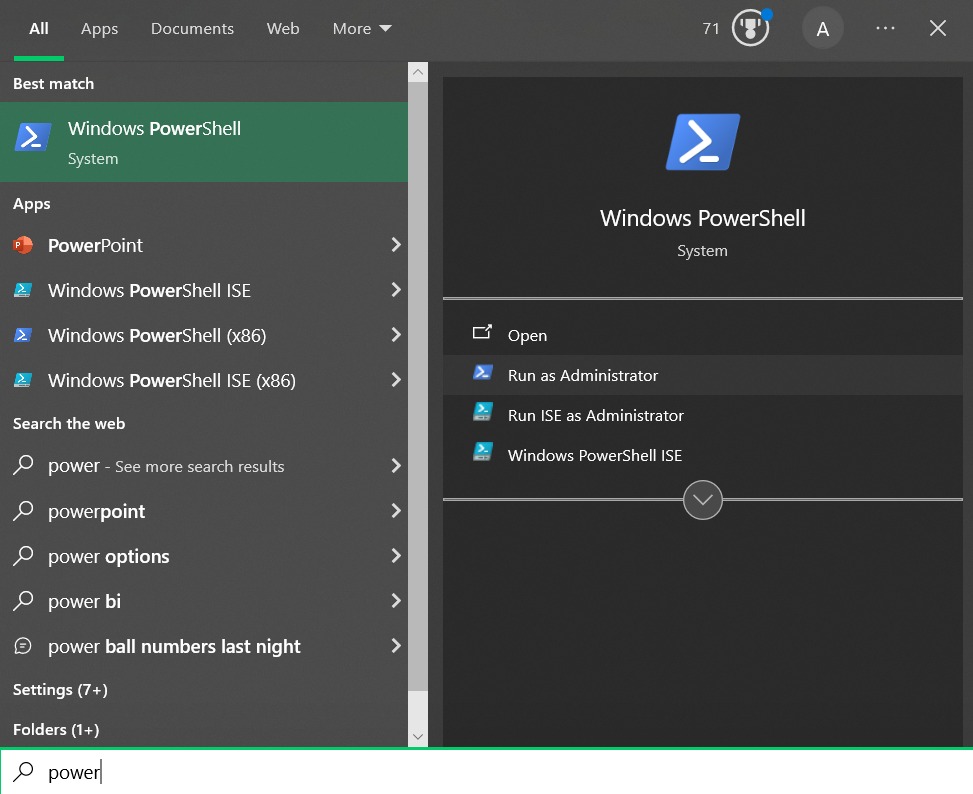 All Apps Documents Web More 71 A
Best match
Windows PowerShell
System
Apps
PowerPoint
Windows PowerShell ISE
Windows PowerShell (x86)
Windows PowerShell ISE (x86)
Search the web
power - See more search results
powerpoint
power options
power bi
power ball numbers last night
Settings (7+)
Folders (1+)
power
Windows PowerShell
System
Open
Run as Administrator
Run ISE as Administrator
Windows PowerShell ISE